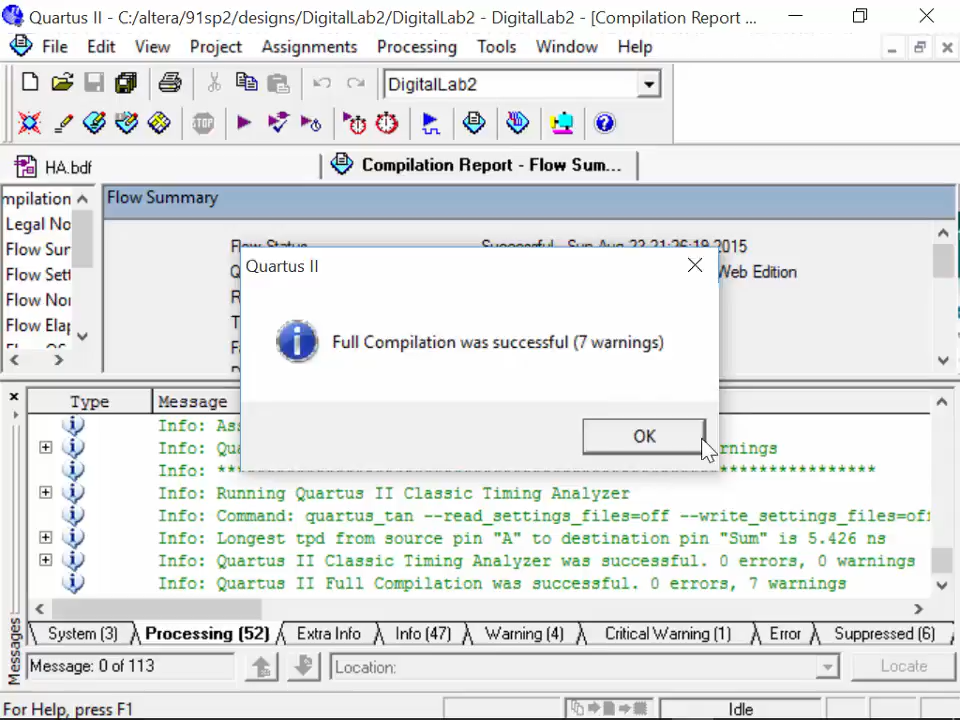 Quartus II - C:/altera/91sp2/designs/DigitalLab2/DigitalLab2 - DigitalLab2 - [Compilation Report ...
File Edit View Project Assignments Processing Tools Window Help
DigitalLab2
STOP
HA.bdf
Compilation Report - Flow Sum...
mpilation
Legal No
Flow Sur
Flow Sett
Flow Nor
Flow Elap
Flow Summary
Flow Status Successful - Sun Aug 23 21:26:19 2015
Web Edition
Quartus II
Full Compilation was successful (7 warnings)
OK
Type Message
Info: Ass
Info: Qua rnings
Info: *******************************************************************
Info: Running Quartus II Classic Timing Analyzer
Info: Command: quartus_tan --read_settings_files=off --write_settings_files=of
Info: Longest tpd from source pin "A" to destination pin "Sum" is 5.426 ns
Info: Quartus II Classic Timing Analyzer was successful. 0 errors, 0 warnings
Info: Quartus II Full Compilation was successful. 0 errors, 7 warnings
System (3) Processing (52) Extra Info Info (47) Warning (4) Critical Warning (1) Error Suppressed (6)
Messages
Message: 0 of 113
Location:
Locate
For Help, press F1
Idle